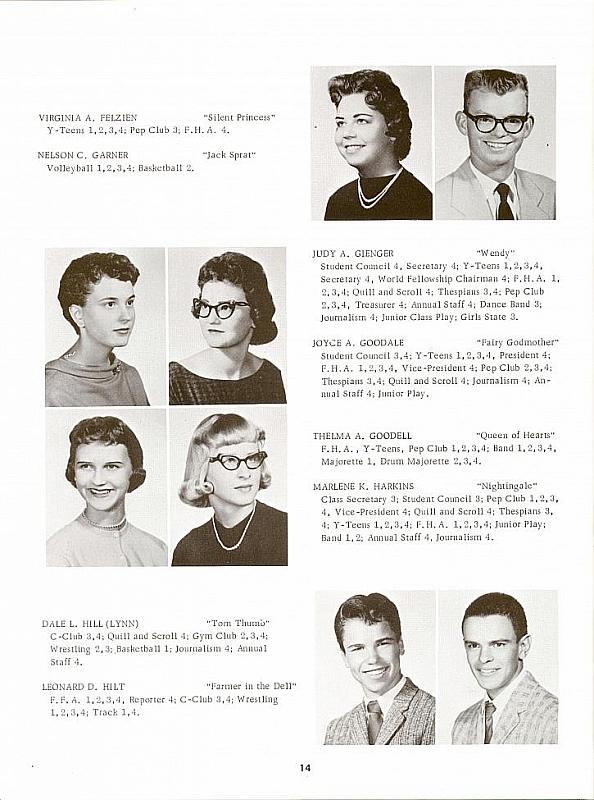 VIRGINIA A. FELZIEN "Silent Princess"
Y-Teens 1,2,3,4; Pep Club 3; F.H.A. 4.
NELSON C. GARNER "Jack Sprat"
Volleyball 1,2,3,4; Basketball 2.
JUDY A. GIENGER "Wendy"
Student Council 4, Secretary 4; Y-Teens 1,2,3,4,
Secretary 4, World Fellowship Chairman 4; F.H.A. 1,
2,3,4; Quill and Scroll 4; Thespians 3,4; Pep Club
2,3,4, Treasurer 4; Annual Staff 4; Dance Band 3;
Journalism 4; Junior Class Play; Girls State 3.
JOYCE A. GOODALE "Fairy Godmother"
Student Council 3,4; Y-Teens 1,2,3,4, President 4;
F.H.A. 1,2,3,4, Vice-President 4; Pep Club 2,3,4;
Thespians 3,4; Quill and Scroll 4; Journalism 4; An-
nual Staff 4; Junior Play.
THELMA A. GOODELL "Queen of Hearts"
F.H.A., Y-Teens, Pep Club 1,2,3,4; Band 1,2,3,4,
Majorette 1, Drum Majorette 2,3,4.
MARLENE K. HARKINS "Nightingale"
Class Secretary 3; Student Council 3; Pep Club 1,2,3,
4, Vice-President 4; Quill and Scroll 4; Thespians 3,
4; Y-Teens 1,2,3,4; F.H.A. 1,2,3,4; Junior Play;
Band 1,2; Annual Staff 4, Journalism 4.
DALE L. HILL (LYNN) "Tom Thumb"
C-Club 3,4; Quill and Scroll 4; Gym Club 2,3,4;
Wrestling 2,3; Basketball 1; Journalism 4; Annual
Staff 4.
LEONARD D. HILT "Farmer in the Dell"
F.F.A. 1,2,3,4, Reporter 4; C-Club 3,4; Wrestling
1,2,3,4; Track 1,4.
14